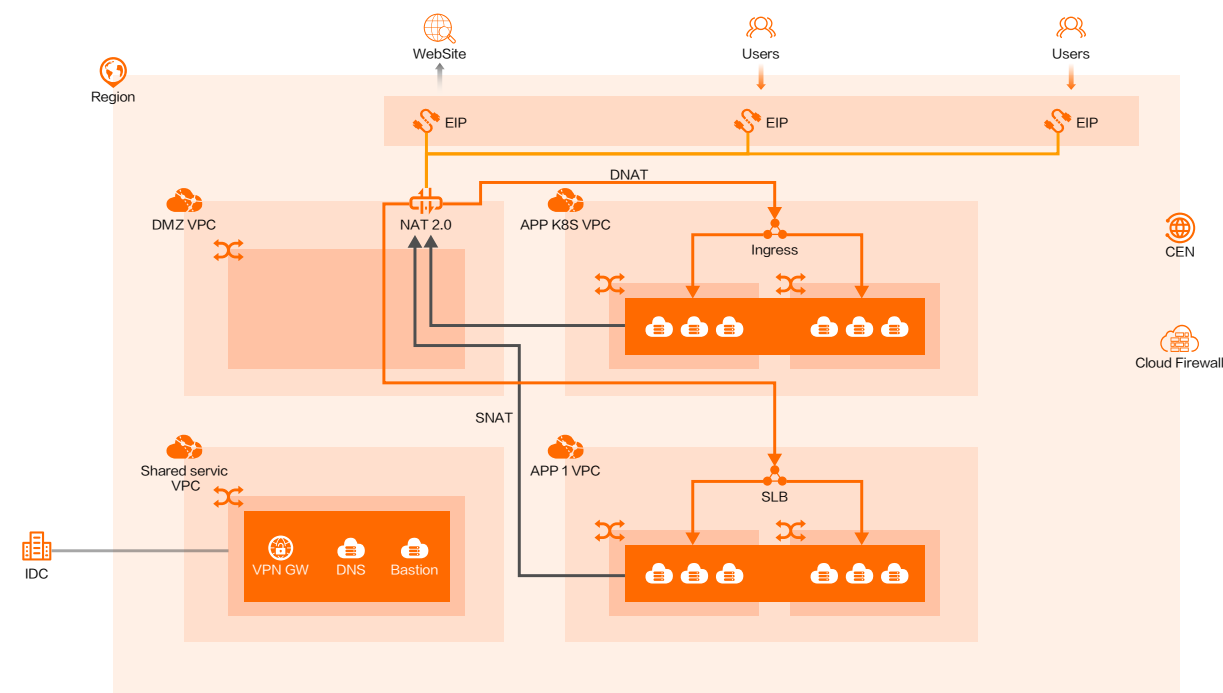 WebSite
Users
Users
Region
EIP
EIP
EIP
DNAT
DMZ VPC
NAT 2.0
APP K8S VPC
Ingress
CEN
Cloud Firewall
SNAT
Shared servic
VPC
APP 1 VPC
SLB
IDC
VPN GW
DNS
Bastion